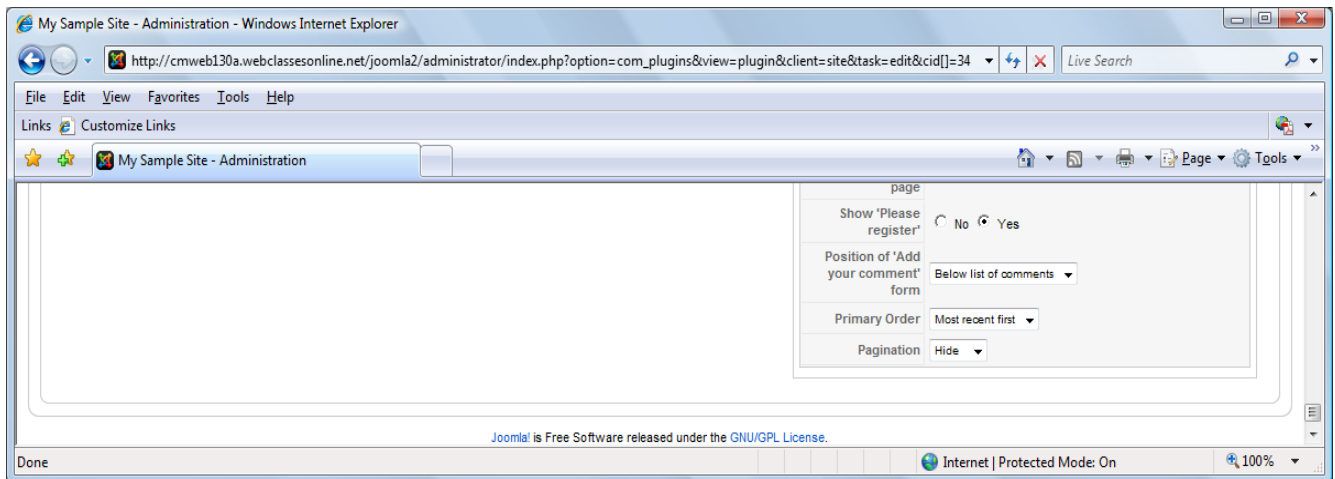 My Sample Site - Administration - Windows Internet Explorer
http://cmweb130a.webclassesonline.net/joomla2/administrator/index.php?option=com_plugins&view=plugin&client=site&task=edit&cid[]=34
Live Search
File Edit View Favorites Tools Help
Links Customize Links
My Sample Site - Administration
Page Tools
page
Show 'Please
register'
No Yes
Position of 'Add
your comment'
form
Below list of comments
Primary Order Most recent first
Pagination Hide
Joomla! is Free Software released under the GNU/GPL License.
Done Internet | Protected Mode: On 100%